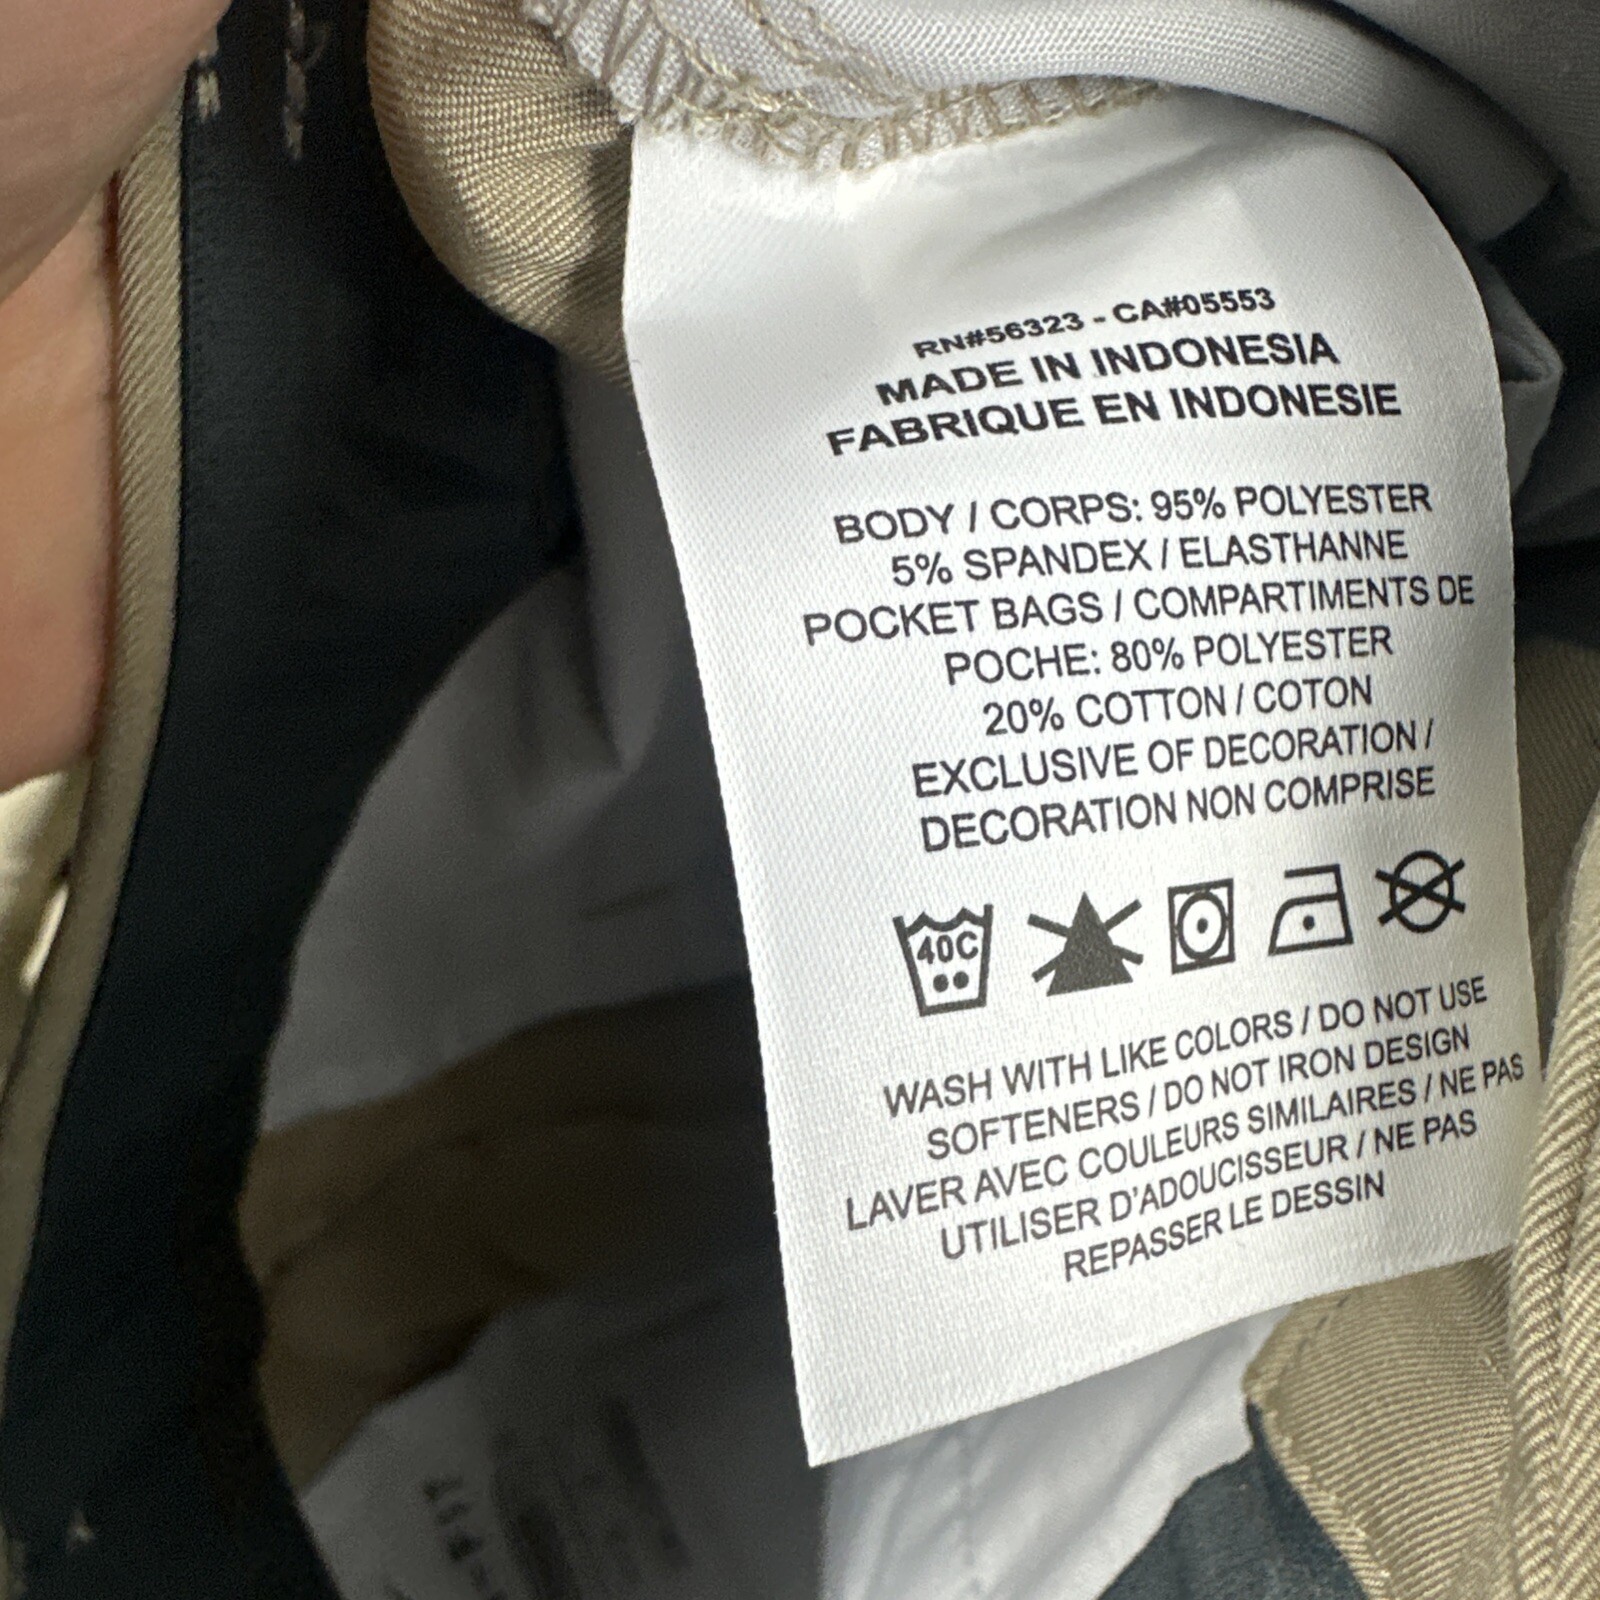 RN#56323 - CA#05553
MADE IN INDONESIA
FABRIQUE EN INDONESIE
BODY / CORPS: 95% POLYESTER
5% SPANDEX / ELASTHANNE
POCKET BAGS / COMPARTIMENTS DE
POCHE: 80% POLYESTER
20% COTTON / COTON
EXCLUSIVE OF DECORATION /
DECORATION NON COMPRISE
40C
WASH WITH LIKE COLORS / DO NOT USE
SOFTENERS / DO NOT IRON DESIGN
LAVER AVEC COULEURS SIMILAIRES / NE PAS
UTILISER D'ADOUCISSEUR / NE PAS
REPASSER LE DESSIN